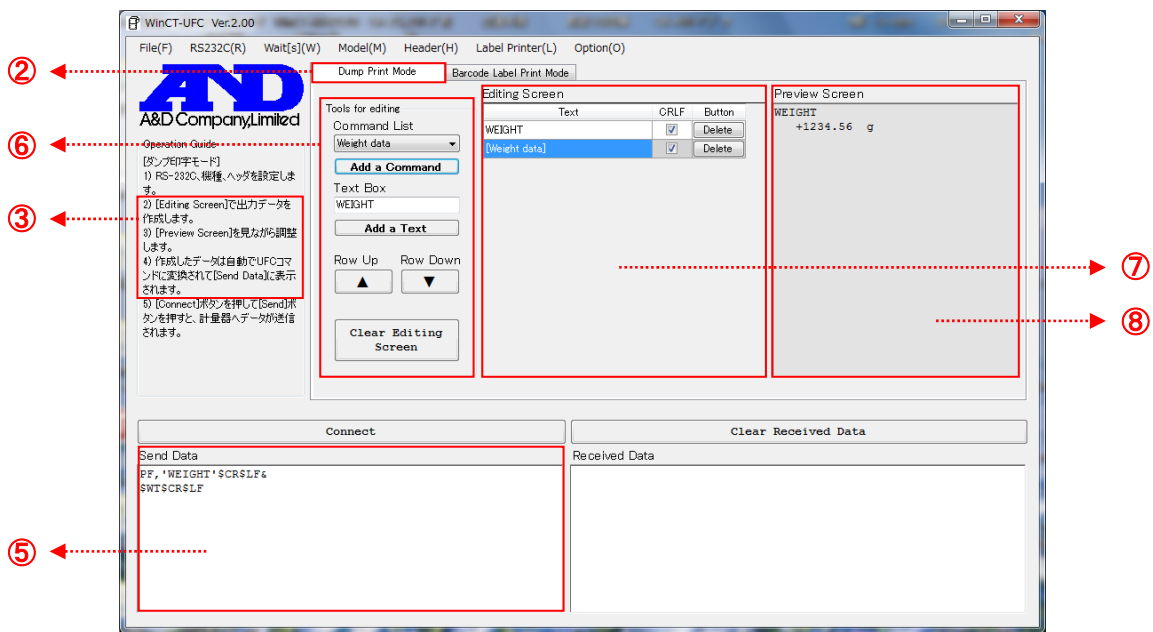 WinCT-UFC Ver.2.00
File(F) RS232C(R) Wait[s](W) Model(M) Header(H) Label Printer(L) Option(O)
②
Dump Print Mode
Barcode Label Print Mode
AND
A&D Company,Limited
Operation Guide
[ダンプ印字モード]
1) RS-232C、機種、ヘッダを設定しま
す。
2) [Editing Screen]で出力データを
作成します。
3) [Preview Screen]を見ながら調整
します。
4) 作成したデータは自動でUFCコマ
ンドに変換されて[Send Data]に表示
されます。
5) [Connect]ボタンを押して[Send]ボ
タンを押すと、計量器へデータが送信
されます。
⑥
③
Tools for editing
Command List
Weight data
Add a Command
Text Box
WEIGHT
Add a Text
Row Up Row Down
▲ ▼
Clear Editing
Screen
Editing Screen
Text CRLF Button
WEIGHT Delete
[Weight data] Delete
⑦
Preview Screen
WEIGHT
+1234.56 g
⑧
Connect
Clear Received Data
Send Data
PF,'WEIGHT'$CR$LF&
$WT$CR$LF
⑤
Received Data